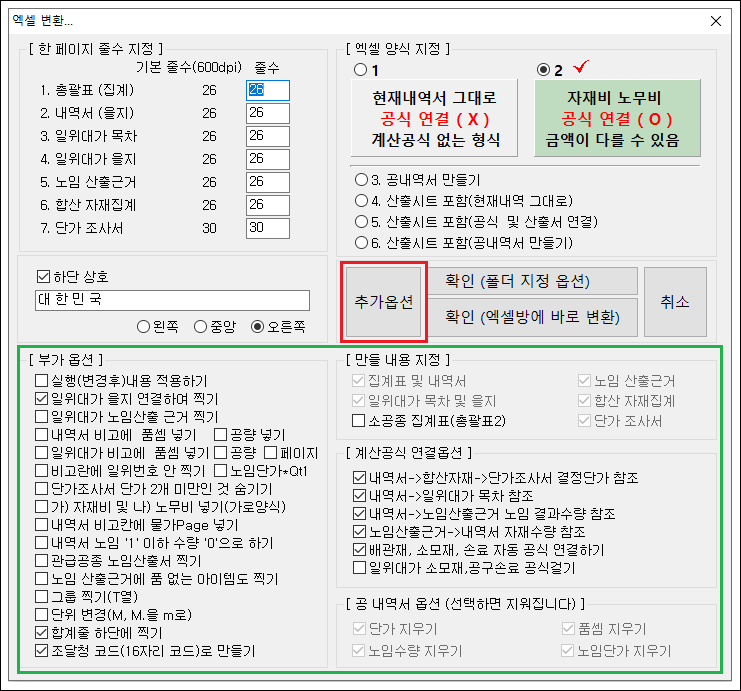 엑셀 변환...
[ 한 페이지 줄수 지정 ]
기본 줄수(600dpi) 줄수
1. 총괄표 (집계) 26 26
2. 내역서 (을지) 26 26
3. 일위대가 목차 26 26
4. 일위대가 을지 26 26
5. 노임 산출근거 26 26
6. 합산 자재집계 26 26
7. 단가 조사서 30 30
[ 엑셀 양식 지정 ]
1
현재내역서 그대로
공식 연결 ( X )
계산공식 없는 형식
2
자재비 노무비
공식 연결 ( O )
금액이 다를 수 있음
3. 공내역서 만들기
4. 산출시트 포함(현재내역 그대로)
5. 산출시트 포함(공식 및 산출서 연결)
6. 산출시트 포함(공내역서 만들기)
하단 상호
대 한 민 국
왼쪽 중앙 오른쪽
추가옵션
확인 (폴더 지정 옵션)
확인 (엑셀방에 바로 변환)
취소
[ 부가 옵션 ]
실행(변경후)내용 적용하기
일위대가 을지 연결하며 찍기
일위대가 노임산출 근거 찍기
내역서 비고에 품셈 넣기 공량 넣기
일위대가 비고에 품셈 넣기 공량 페이지
비고란에 일위번호 안 찍기 노임단가*Qt1
단가조사서 단가 2개 미만인 것 숨기기
가) 자재비 및 나) 노무비 넣기(가로양식)
내역서 비고칸에 물가Page 넣기
내역서 노임 '1' 이하 수량 '0'으로 하기
관급공종 노임산출서 찍기
노임 산출근거에 품 없는 아이템도 찍기
그룹 찍기(T열)
단위 변경(M, M.을 m로)
합계줄 하단에 찍기
조달청 코드(16자리 코드)로 만들기
[ 만들 내용 지정 ]
집계표 및 내역서 노임 산출근거
일위대가 목차 및 을지 합산 자재집계
소공종 집계표(총괄표2) 단가 조사서
[ 계산공식 연결옵션 ]
내역서->합산자재->단가조사서 결정단가 참조
내역서->일위대가 목차 참조
내역서->노임산출근거 노임 결과수량 참조
노임산출근거->내역서 자재수량 참조
배관재, 소모재, 손료 자동 공식 연결하기
일위대가 소모재,공구손료 공식걸기
[ 공 내역서 옵션 (선택하면 지워집니다) ]
단가 지우기 품셈 지우기
노임수량 지우기 노임단가 지우기